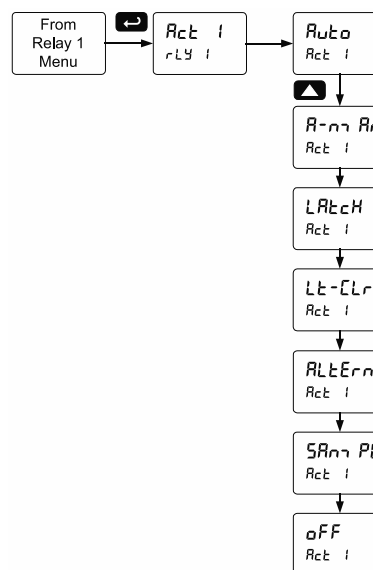 From
Relay 1
Menu
Act 1
rLY 1
Auto
Act 1
Act 1
LAtcH
Act 1
Lt-CLr
Act 1
ALtErn
Act 1
Act 1
oFF
Act 1